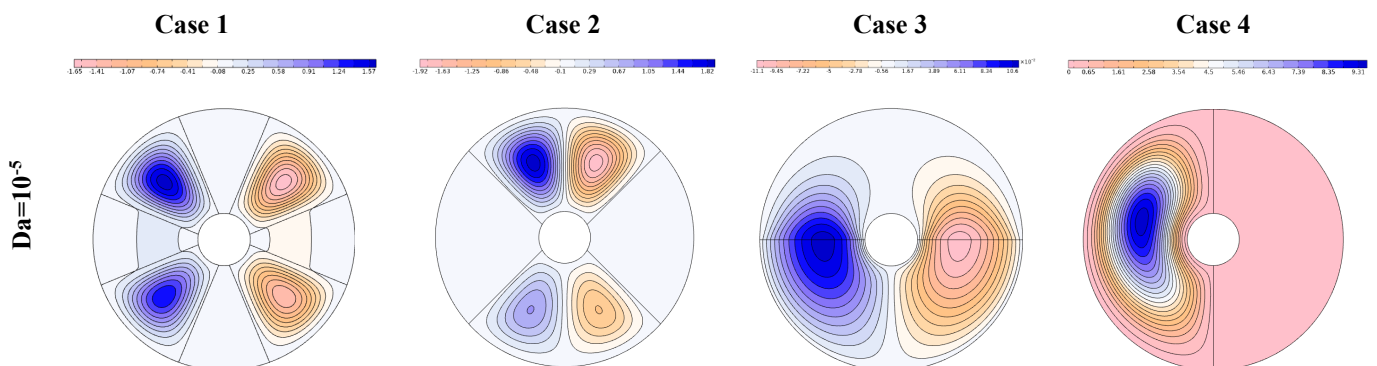 Case 1 Case 2 Case 3 Case 4
-1.65 -1.41 -1.07 -0.74 -0.41 -0.08 0.25 0.58 0.91 1.24 1.57
-1.92 -1.63 -1.25 -0.86 -0.48 -0.1 0.29 0.67 1.05 1.44 1.82
-11.1 -9.45 -7.22 -5 -2.78 -0.56 1.67 3.89 6.11 8.34 10.6
0 0.65 1.61 2.58 3.54 4.5 5.46 6.43 7.39 8.35 9.31
Da=10⁻⁵